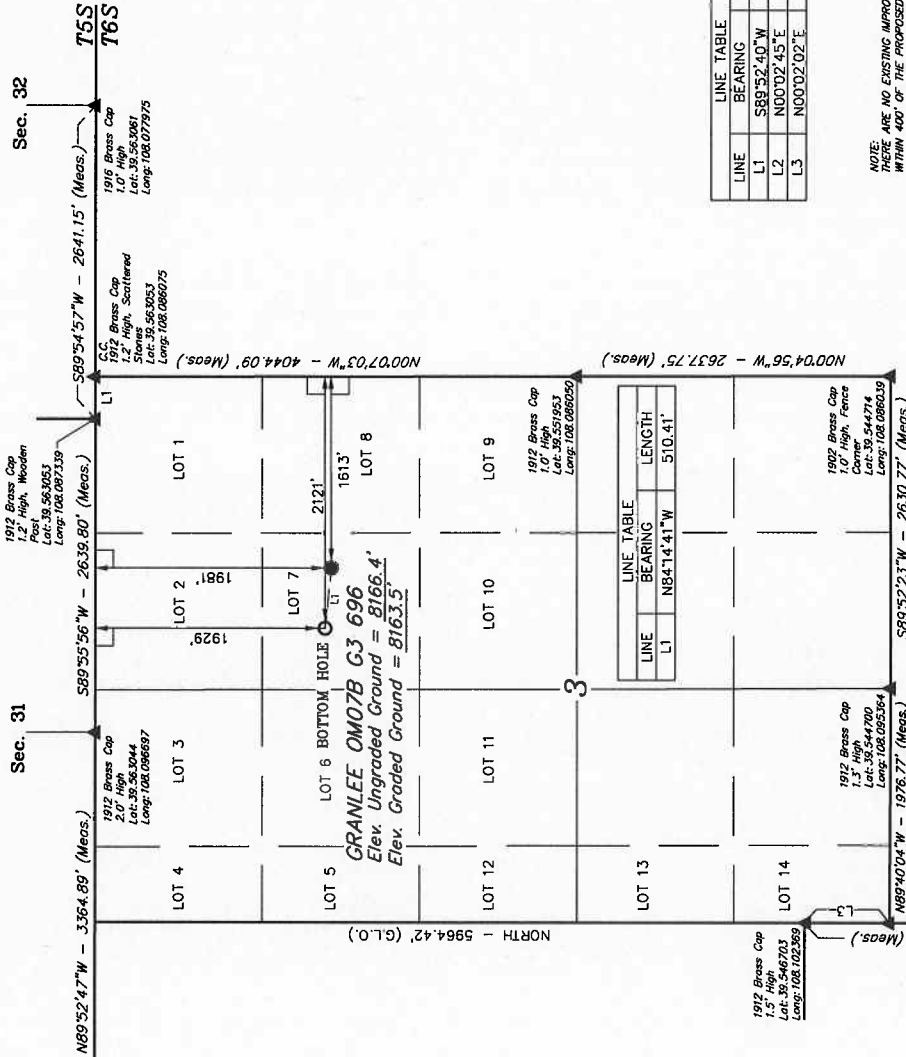 T5S
T6S
Sec. 32
Sec. 31
1916 Brass Cap
1.0' High
Lat: 39.563061
Long: 108.077975
S89°54'57"W - 2641.15' (Meas.)
C.C.
1912 Brass Cap
1.2' High, Scattered
Stones
Lat: 39.563053
Long: 108.086075
L1
1912 Brass Cap
1.2' High, Wooden
Post
Lat: 39.563053
Long: 108.087339
S89°55'56"W - 2639.80' (Meas.)
1912 Brass Cap
2.0' High
Lat: 39.563044
Long: 108.096697
N89°52'47"W - 3364.89' (Meas.)
LOT 4
LOT 3
LOT 2
LOT 1
1929'
1981'
N00°07'03"W - 4044.09' (Meas.)
LOT 5
LOT 6
LOT 7
LOT 8
BOTTOM HOLE
L1
2121'
1613'
GRANLEE OM07B G3 696
Elev. Ungraded Ground = 8166.4'
Elev. Graded Ground = 8163.5'
NORTH - 5964.42' (G.L.O.)
LOT 12
LOT 11
LOT 10
LOT 9
3
1912 Brass Cap
1.0' High
Lat: 39.551953
Long: 108.086050
LINE TABLE
LINE BEARING LENGTH
L1 N84°14'41"W 510.41'
N00°04'56"W - 2637.75' (Meas.)
LOT 13
LOT 14
1902 Brass Cap
1.0' High, Fence
Corner
Lat: 39.544714
Long: 108.086039
S89°52'23"W - 2630.77' (Meas.)
1912 Brass Cap
1.3' High
Lat: 39.544700
Long: 108.095364
N89°40'04"W - 1976.77' (Meas.)
L3
(Meas.)
1912 Brass Cap
1.5' High
Lat: 39.546703
Long: 108.102369
LINE TABLE
LINE BEARING
L1 S89°52'40"W
L2 N00°02'45"E
L3 N00°02'02"E
NOTE:
THERE ARE NO EXISTING
WITHIN 400' OF THE PROPOSED